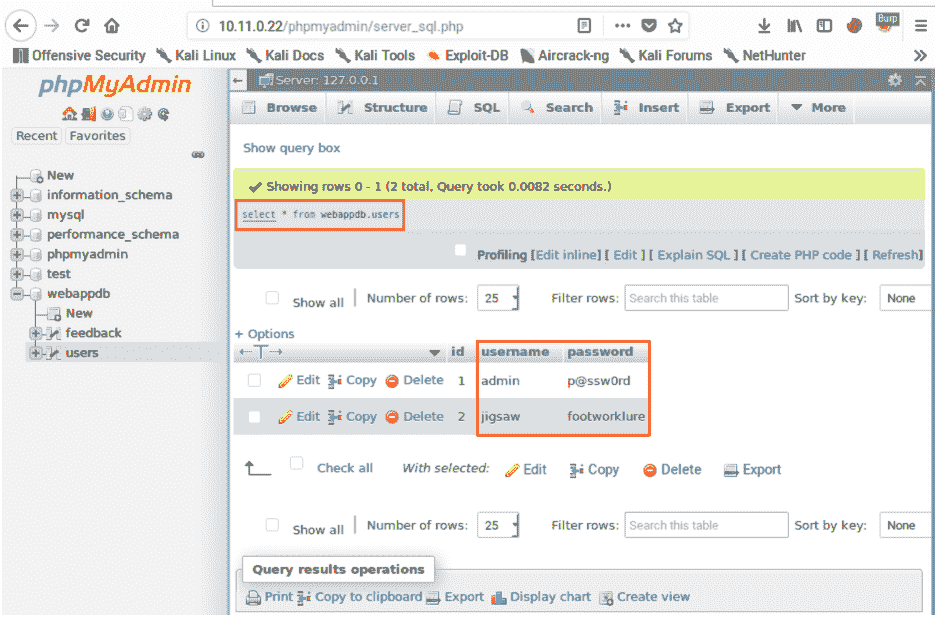 10.11.0.22/phpmyadmin/server_sql.php
Burp
Offensive Security Kali Linux Kali Docs Kali Tools Exploit-DB Aircrack-ng Kali Forums NetHunter
phpMyAdmin
Recent Favorites
New
information_schema
mysql
performance_schema
phpmyadmin
test
webappdb
New
feedback
users
Server: 127.0.0.1
Browse Structure SQL Search Insert Export More
Show query box
Showing rows 0 - 1 (2 total, Query took 0.0082 seconds.)
select * from webappdb.users
Profiling [Edit inline] [ Edit ] [ Explain SQL ] [ Create PHP code ] [ Refresh]
Show all | Number of rows: 25 Filter rows: Search this table Sort by key: None
+ Options
←T→ id username password
Edit Copy Delete 1 admin p@ssw0rd
Edit Copy Delete 2 jigsaw footworklure
Check all With selected: Edit Copy Delete Export
Show all | Number of rows: 25 Filter rows: Search this table Sort by key: None
Query results operations
Print Copy to clipboard Export Display chart Create view